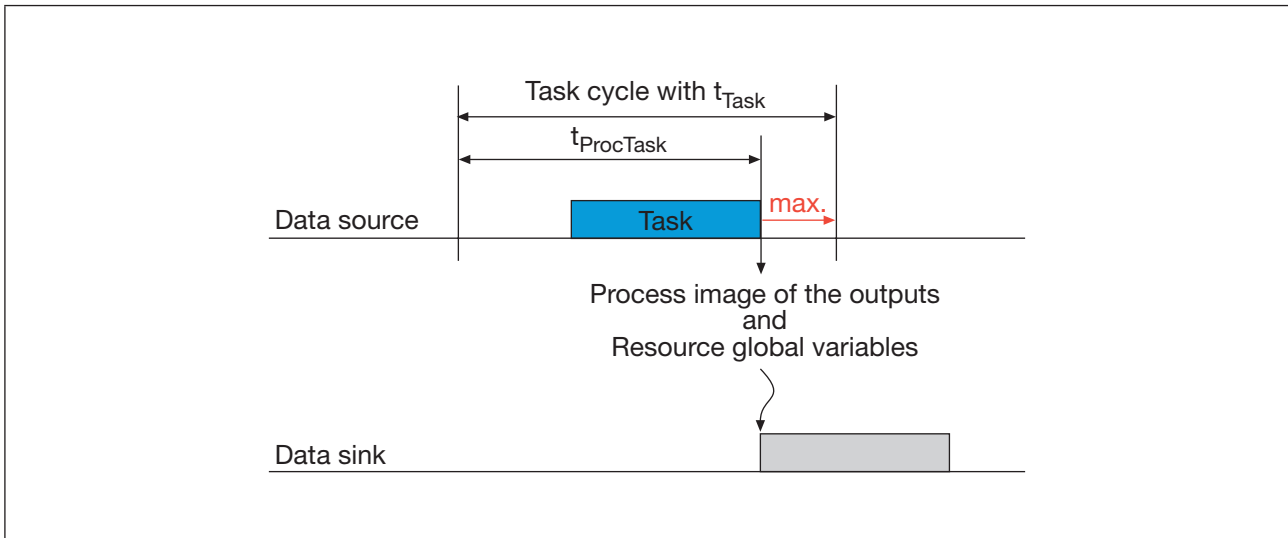 Task cycle with tTask
tProcTask
max.
Data source
Task
Process image of the outputs
and
Resource global variables
Data sink